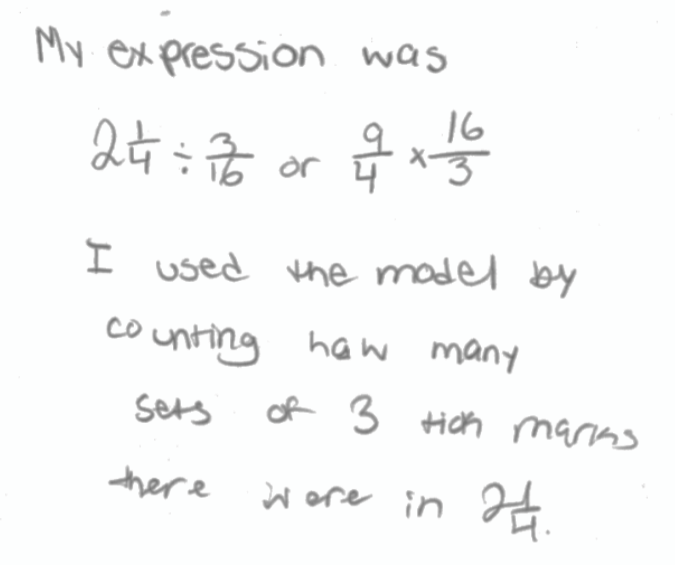 My expression was
2 1/4 ÷ 3/16 or 9/4 x 16/3
I used the model by
counting how many
sets of 3 tick marks
there were in 2 1/4.